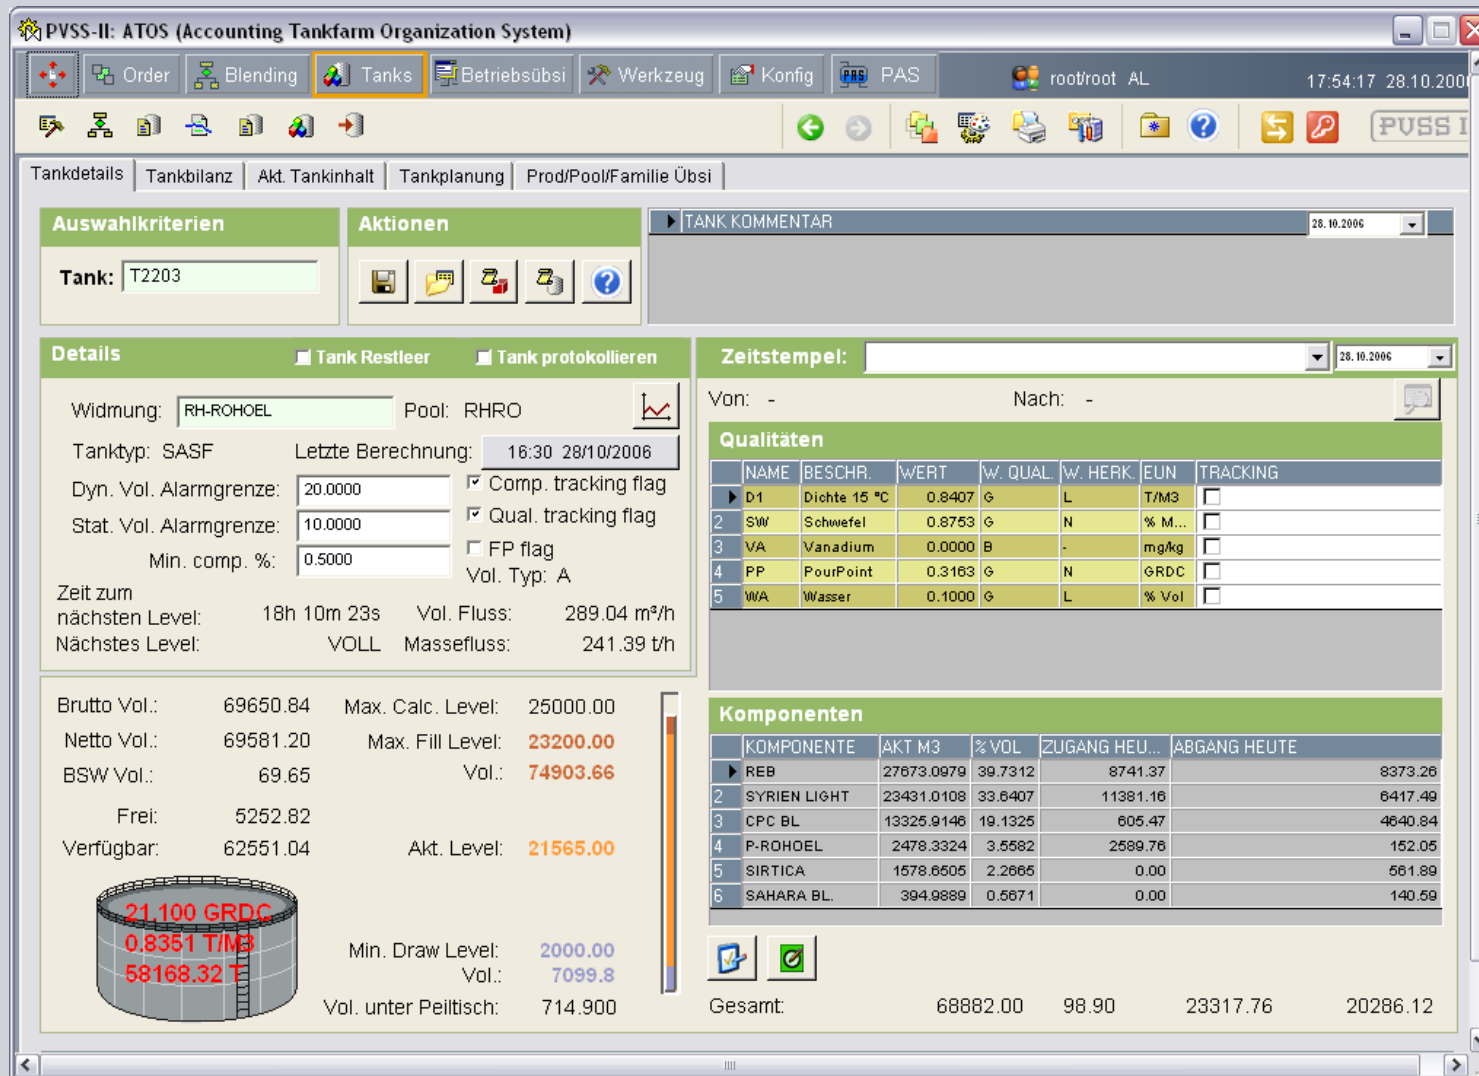 PVSS-II: ATOS (Accounting Tankfarm Organization System)
Order Blending Tanks Betriebsübsi Werkzeug Konfig PAS PAS root/root AL 17:54:17 28.10.200
PVSS I
Tankdetails Tankbilanz Akt. Tankinhalt Tankplanung Prod/Pool/Familie Übsi
Auswahlkriterien Aktionen TANK KOMMENTAR 28.10.2006
Tank: T2203
Details Tank Restleer Tank protokollieren Zeitstempel: 28.10.2006
Widmung: RH-ROHOEL Pool: RHRO Von: - Nach: -
Tanktyp: SASF Letzte Berechnung: 16:30 28/10/2006
Dyn. Vol. Alarmgrenze: 20.0000 Comp. tracking flag
Stat. Vol. Alarmgrenze: 10.0000 Qual. tracking flag
Min. comp. %: 0.5000 FP flag
Vol. Typ: A
Zeit zum
nächsten Level: 18h 10m 23s Vol. Fluss: 289.04 m³/h
Nächstes Level: VOLL Massefluss: 241.39 t/h
Qualitäten
NAME BESCHR. WERT W. QUAL. W. HERK. EUN TRACKING
D1 Dichte 15 °C 0.8407 G L T/M3
2 SW Schwefel 0.8753 G N % M...
3 VA Vanadium 0.0000 B - mg/kg
4 PP PourPoint 0.3163 G N GRDC
5 WA Wasser 0.1000 G L % Vol
Brutto Vol.: 69650.84 Max. Calc. Level: 25000.00
Netto Vol.: 69581.20 Max. Fill Level: 23200.00
BSW Vol.: 69.65 Vol.: 74903.66
Frei: 5252.82
Verfügbar: 62551.04 Akt. Level: 21565.00
21.100 GRDC
0.8351 T/M3
58168.32 T
Min. Draw Level: 2000.00
Vol.: 7099.8
Vol. unter Peiltisch: 714.900
Komponenten
KOMPONENTE AKT M3 % VOL ZUGANG HEU... ABGANG HEUTE
REB 27673.0979 39.7312 8741.37 8373.26
2 SYRIEN LIGHT 23431.0108 33.6407 11381.16 6417.49
3 CPC BL 13325.9146 19.1325 605.47 4640.84
4 P-ROHOEL 2478.3324 3.5582 2589.76 152.05
5 SIRTICA 1578.6505 2.2665 0.00 561.89
6 SAHARA BL. 394.9889 0.5671 0.00 140.59
Gesamt: 68882.00 98.90 23317.76 20286.12